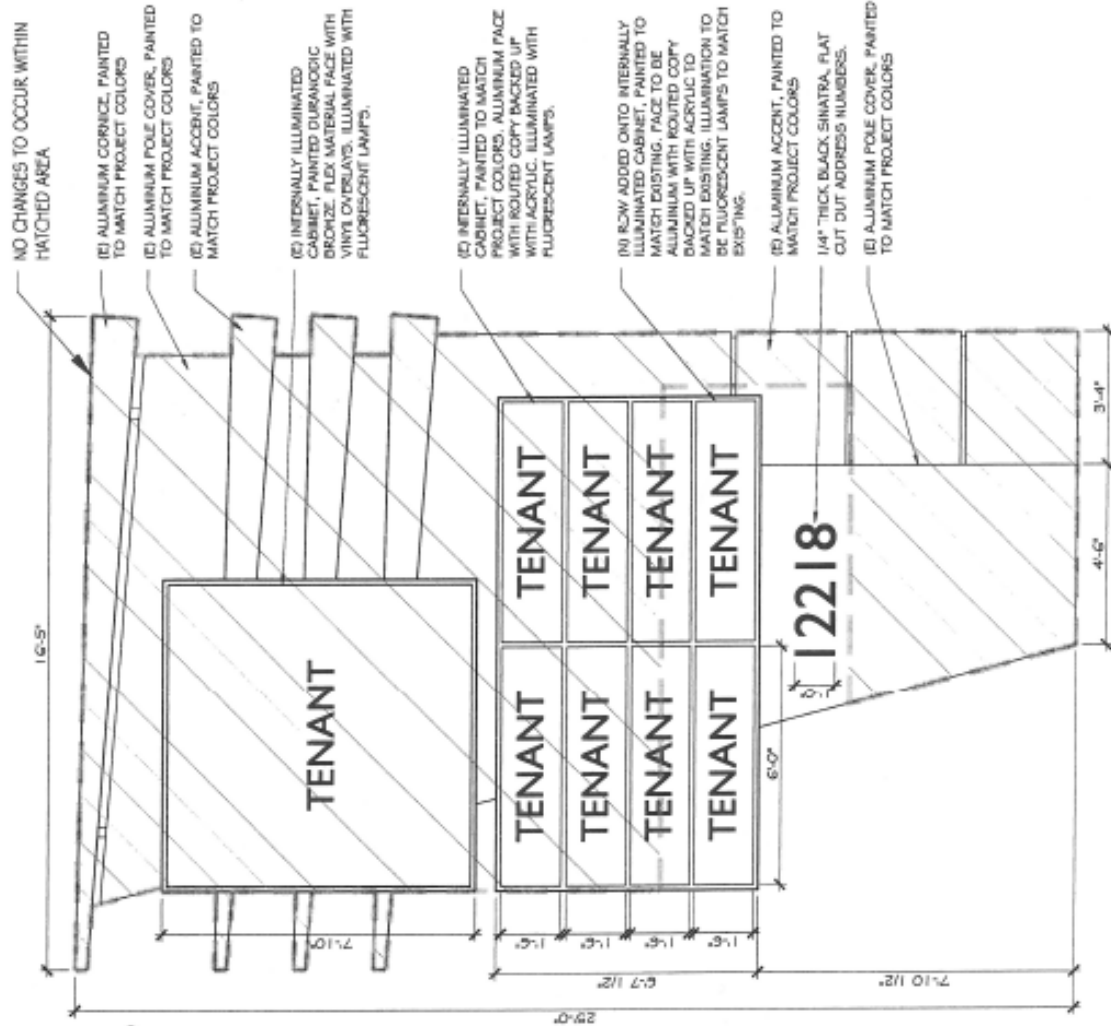 NO CHANGES TO OCCUR WITHIN
HATCHED AREA
(E) ALUMINUM CORNICE, PAINTED
TO MATCH PROJECT COLORS
(E) ALUMINUM POLE COVER, PAINTED
TO MATCH PROJECT COLORS
(E) ALUMINUM ACCENT, PAINTED TO
MATCH PROJECT COLORS
(E) INTERNALLY ILLUMINATED
CABINET, PAINTED DURANODIC
BRONZE. FLEX MATERIAL FACE WITH
VINYL OVERLAYS. ILLUMINATED WITH
FLUORESCENT LAMPS.
(E) INTERNALLY ILLUMINATED
CABINET, PAINTED TO MATCH
PROJECT COLORS. ALUMINUM FACE
WITH ROUTED COPY BACKED UP
WITH ACRYLIC. ILLUMINATED WITH
FLUORESCENT LAMPS.
(N) ROW ADDED ONTO INTERNALLY
ILLUMINATED CABINET, PAINTED TO
MATCH EXISTING. FACE TO BE
ALUMINUM WITH ROUTED COPY
BACKED UP WITH ACRYLIC TO
MATCH EXISTING. ILLUMINATION TO
BE FLUORESCENT LAMPS TO MATCH
EXISTING.
(E) ALUMINUM ACCENT, PAINTED TO
MATCH PROJECT COLORS
1/4" THICK BLACK SINATRA, FLAT
CUT OUT ADDRESS NUMBERS.
(E) ALUMINUM POLE COVER, PAINTED
TO MATCH PROJECT COLORS
16'-5"
TENANT
TENANT TENANT
TENANT TENANT
TENANT TENANT
TENANT TENANT
12218
1'-0"
6'-0"
4'-6"
3'-4"
7'-10"
1'-6"
1'-6"
1'-6"
1'-6"
6'-7 1/2"
7'-10 1/2"
25'-0"